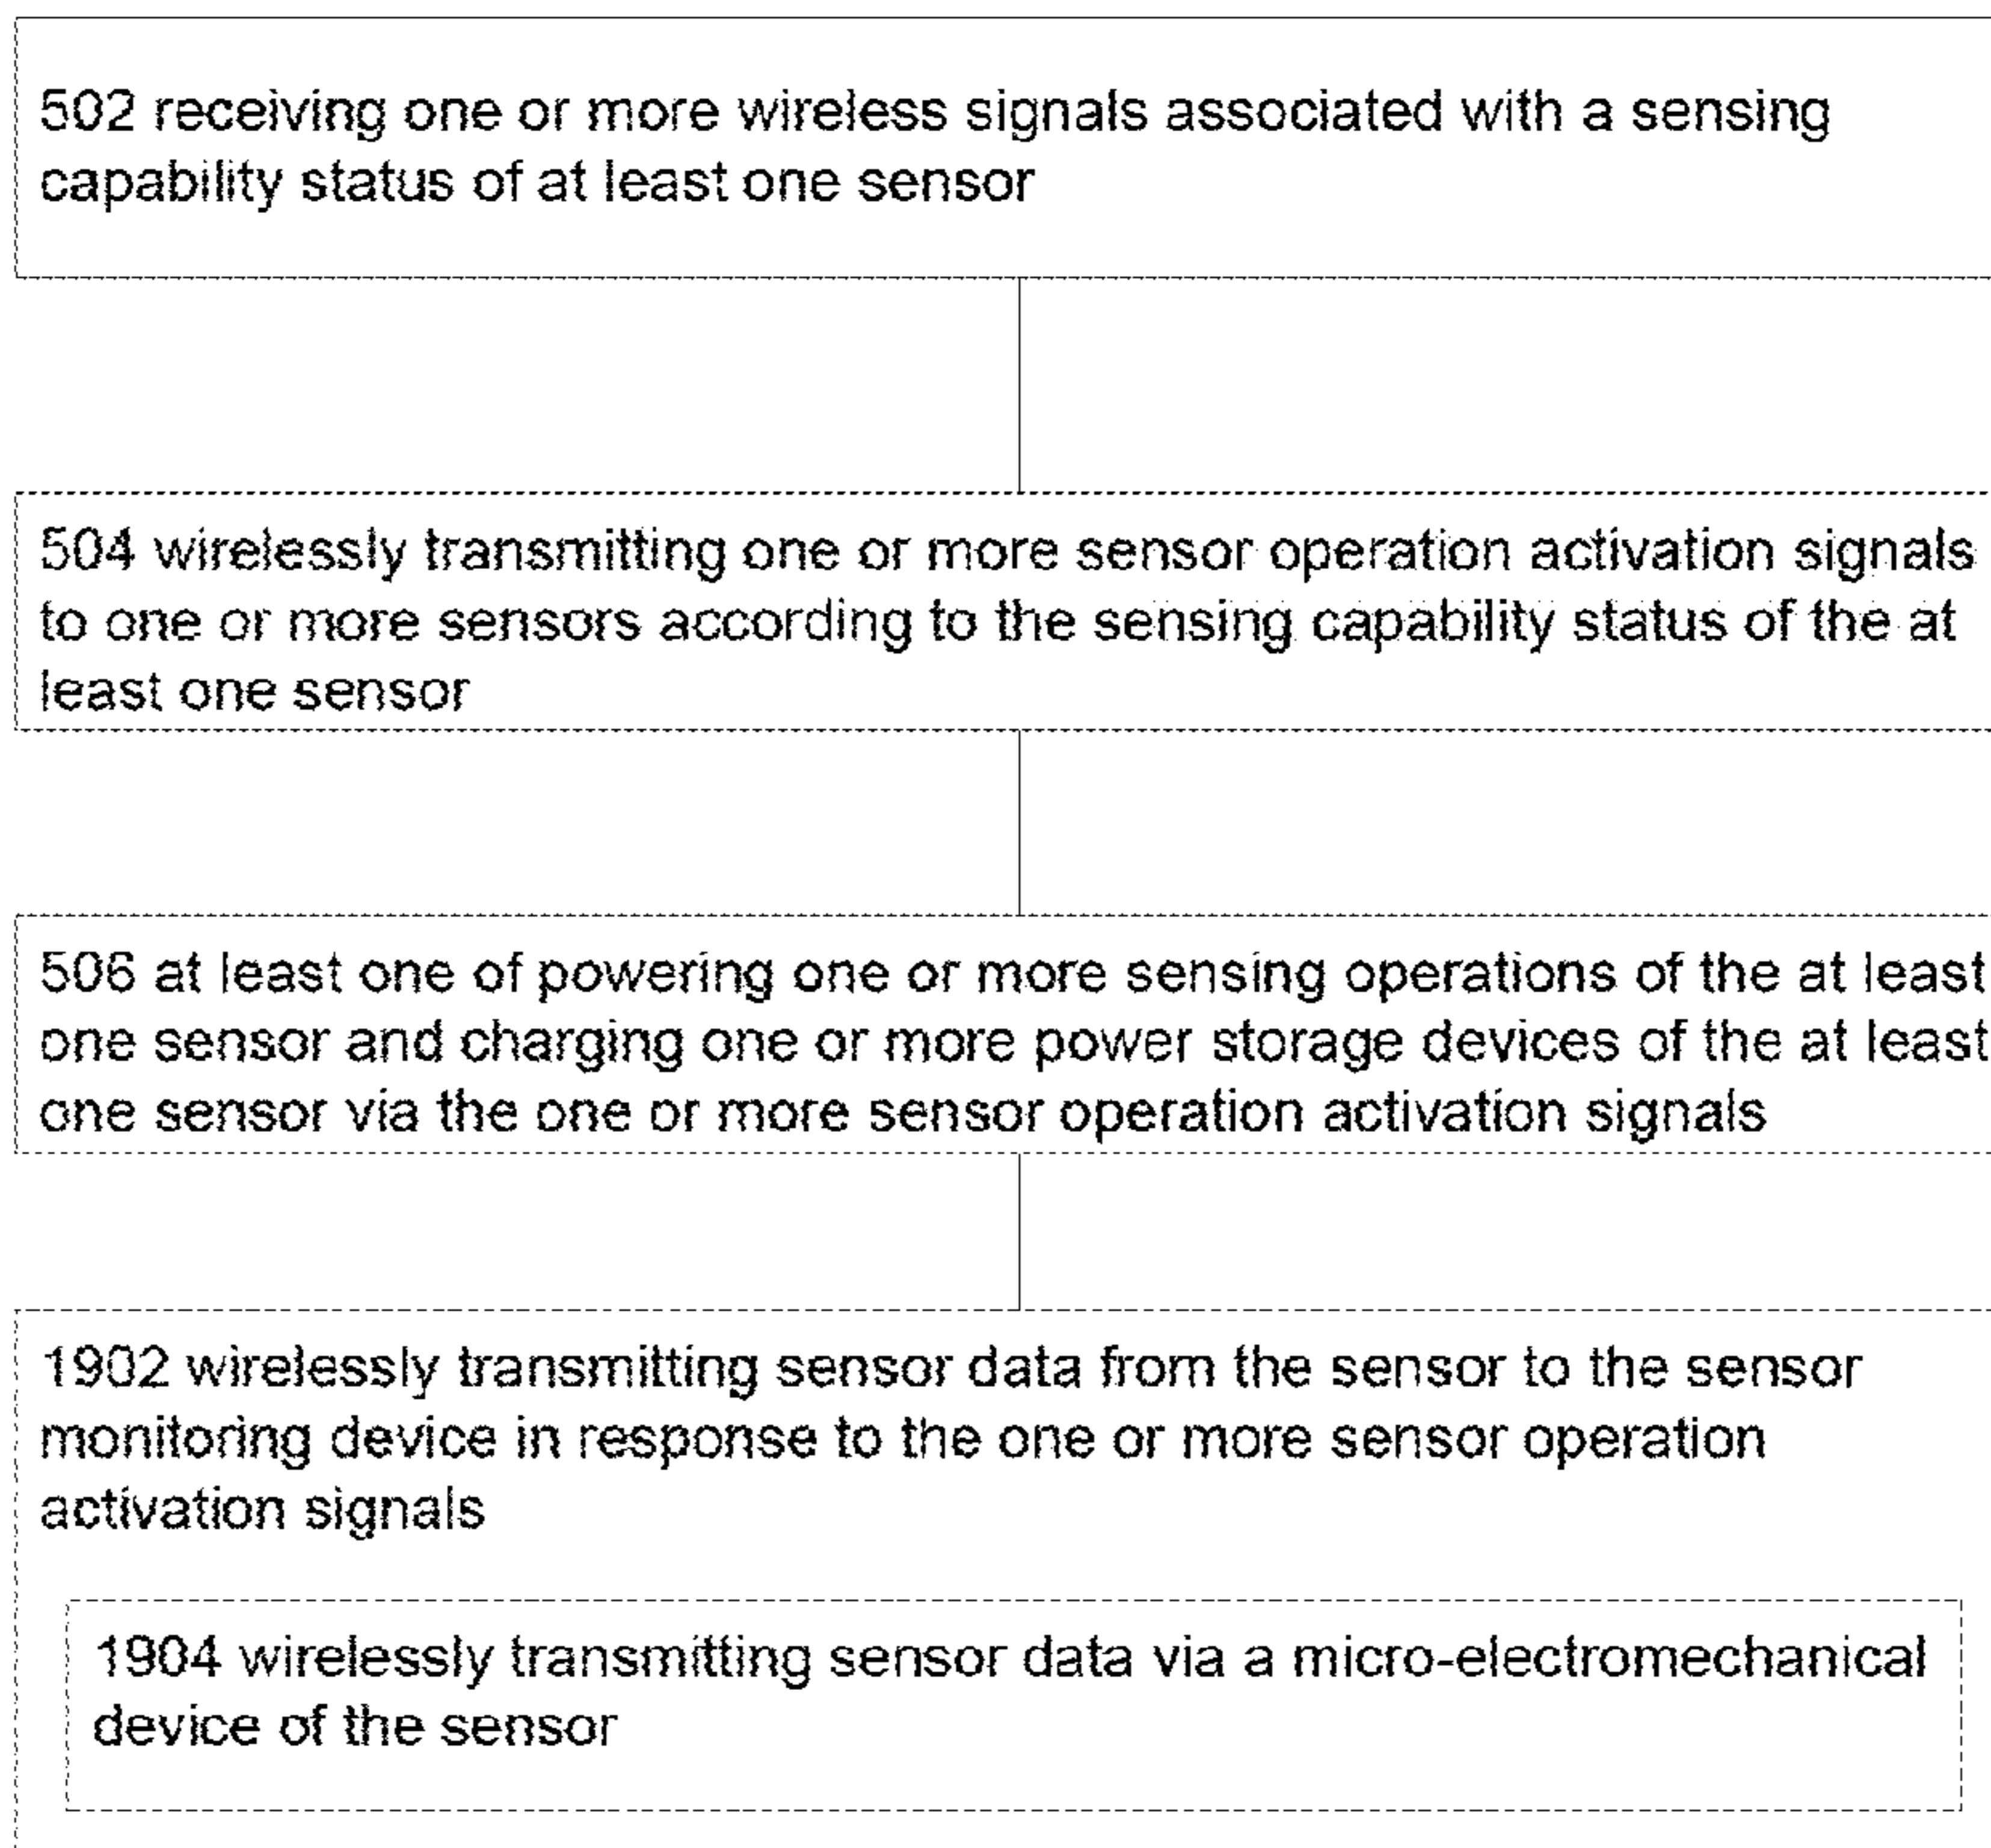 502 receiving one or more wireless signals associated with a sensing
capability status of at least one sensor
504 wirelessly transmitting one or more sensor operation activation signals
to one or more sensors according to the sensing capability status of the at
least one sensor
506 at least one of powering one or more sensing operations of the at least
one sensor and charging one or more power storage devices of the at least
one sensor via the one or more sensor operation activation signals
1902 wirelessly transmitting sensor data from the sensor to the sensor
monitoring device in response to the one or more sensor operation
activation signals
1904 wirelessly transmitting sensor data via a micro-electromechanical
device of the sensor